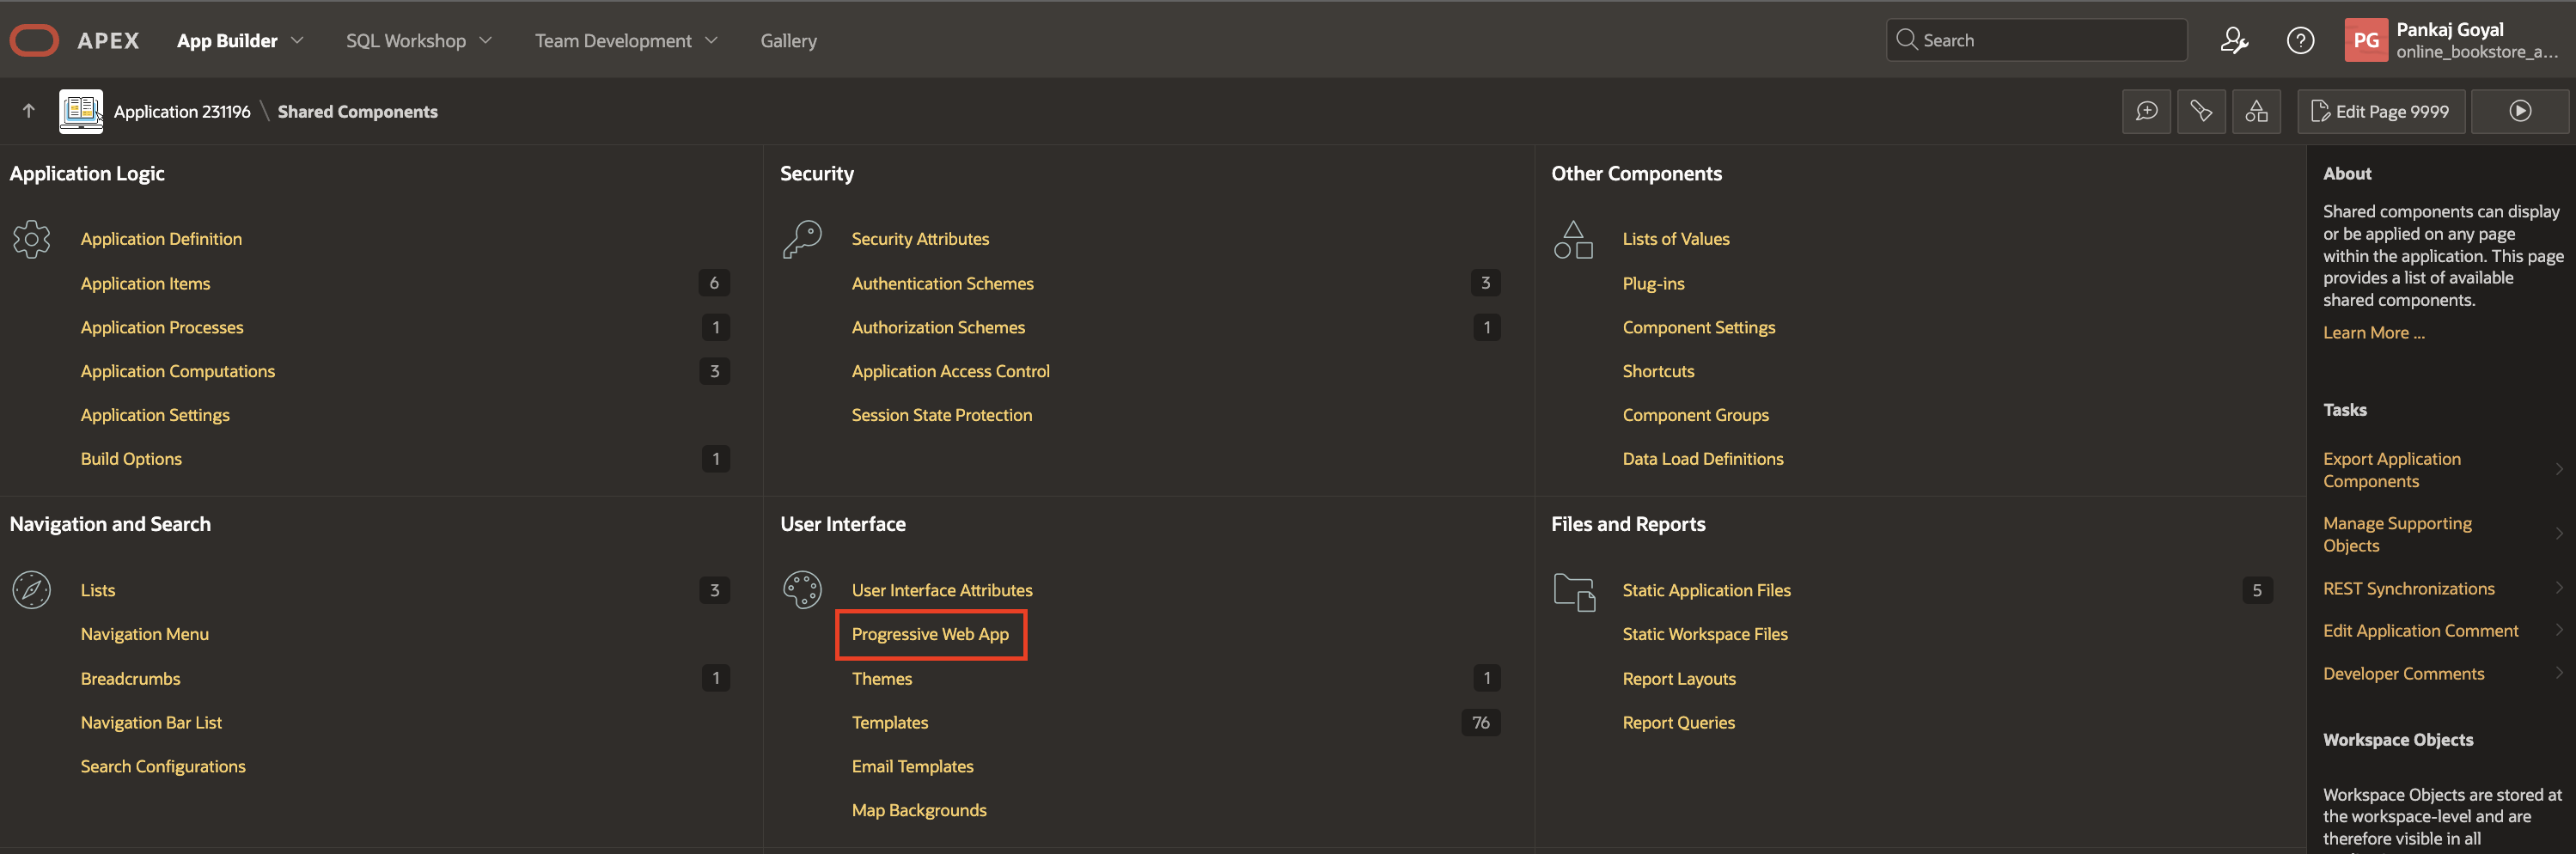 APEX App Builder SQL Workshop Team Development Gallery Search PG Pankaj Goyal
online_bookstore_a...
Application 231196 \ Shared Components Edit Page 9999
Application Logic
Application Definition
Application Items 6
Application Processes 1
Application Computations 3
Application Settings
Build Options 1
Security
Security Attributes
Authentication Schemes 3
Authorization Schemes 1
Application Access Control
Session State Protection
Other Components
Lists of Values
Plug-ins
Component Settings
Shortcuts
Component Groups
Data Load Definitions
Navigation and Search
Lists 3
Navigation Menu
Breadcrumbs 1
Navigation Bar List
Search Configurations
User Interface
User Interface Attributes
Progressive Web App
Themes 1
Templates 76
Email Templates
Map Backgrounds
Files and Reports
Static Application Files 5
Static Workspace Files
Report Layouts
Report Queries
About
Shared components can display
or be applied on any page
within the application. This page
provides a list of available
shared components.
Learn More ...
Tasks
Export Application
Components
Manage Supporting
Objects
REST Synchronizations
Edit Application Comment
Developer Comments
Workspace Objects
Workspace Objects are stored at
the workspace-level and are
therefore visible in all